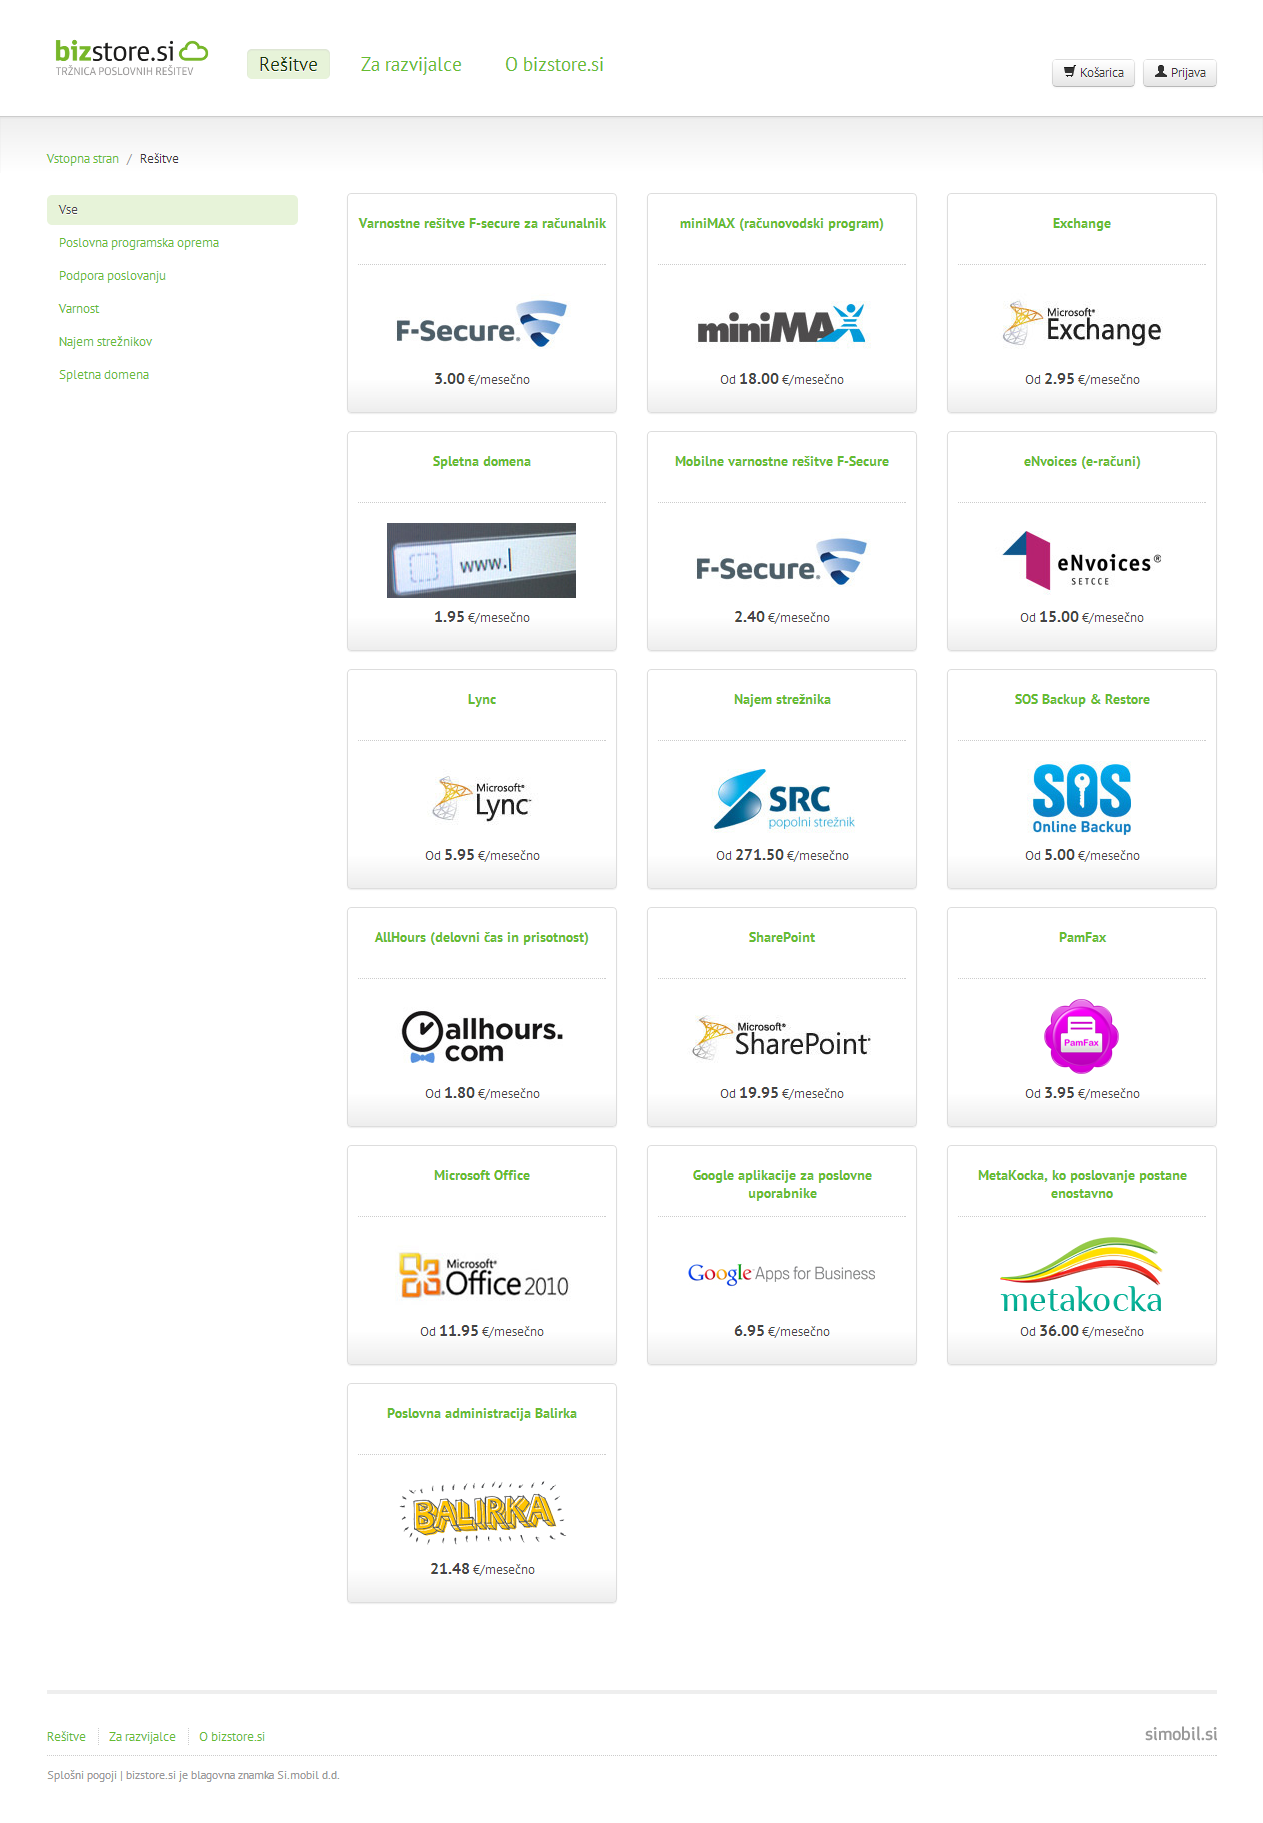 bizstore.si
TRŽNICA POSLOVNIH REŠITEV
Rešitve
Za razvijalce
O bizstore.si
Košarica
Prijava
Vstopna stran / Rešitve
Vse
Poslovna programska oprema
Podpora poslovanju
Varnost
Najem strežnikov
Spletna domena
Varnostne rešitve F-secure za računalnik
F-Secure.
3.00 €/mesečno
miniMAX (računovodski program)
miniMAX
Od 18.00 €/mesečno
Exchange
Microsoft®
Exchange
Od 2.95 €/mesečno
Spletna domena
www.
1.95 €/mesečno
Mobilne varnostne rešitve F-Secure
F-Secure.
2.40 €/mesečno
eNvoices (e-računi)
eNvoices®
SETCCE
Od 15.00 €/mesečno
Lync
Microsoft®
Lync™
Od 5.95 €/mesečno
Najem strežnika
SRC
popolni strežnik
Od 271.50 €/mesečno
SOS Backup & Restore
SOS
Online Backup
Od 5.00 €/mesečno
AllHours (delovni čas in prisotnost)
allhours.
com
Od 1.80 €/mesečno
SharePoint
Microsoft®
SharePoint®
Od 19.95 €/mesečno
PamFax
PamFax
Od 3.95 €/mesečno
Microsoft Office
Microsoft®
Office 2010
Od 11.95 €/mesečno
Google aplikacije za poslovne
uporabnike
Google™ Apps for Business
6.95 €/mesečno
MetaKocka, ko poslovanje postane
enostavno
metakocka
Od 36.00 €/mesečno
Poslovna administracija Balirka
BALIRKA
21.48 €/mesečno
Rešitve
Za razvijalce
O bizstore.si
simobil.si
Splošni pogoji | bizstore.si je blagovna znamka Si.mobil d.d.